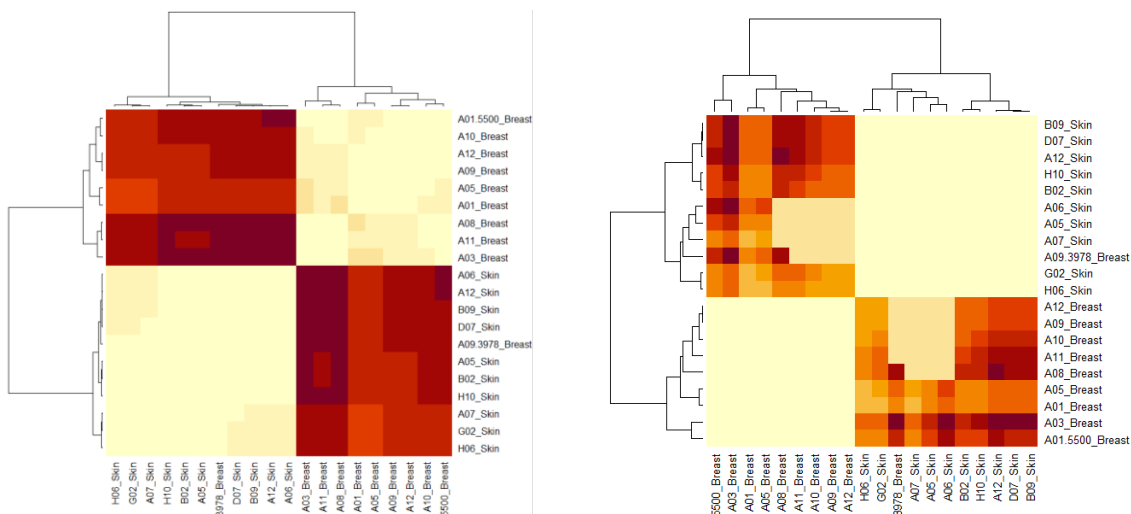 A01.5500_Breast
A10_Breast
A12_Breast
A09_Breast
A05_Breast
A01_Breast
A08_Breast
A11_Breast
A03_Breast
A06_Skin
A12_Skin
B09_Skin
D07_Skin
A09.3978_Breast
A05_Skin
B02_Skin
H10_Skin
A07_Skin
G02_Skin
H06_Skin
H06_Skin
G02_Skin
A07_Skin
H10_Skin
B02_Skin
A05_Skin
3978_Breast
D07_Skin
B09_Skin
A12_Skin
A06_Skin
A03_Breast
A11_Breast
A08_Breast
A01_Breast
A05_Breast
A09_Breast
A12_Breast
A10_Breast
5500_Breast
B09_Skin
D07_Skin
A12_Skin
H10_Skin
B02_Skin
A06_Skin
A05_Skin
A07_Skin
A09.3978_Breast
G02_Skin
H06_Skin
A12_Breast
A09_Breast
A10_Breast
A11_Breast
A08_Breast
A05_Breast
A01_Breast
A03_Breast
A01.5500_Breast
5500_Breast
A03_Breast
A01_Breast
A05_Breast
A08_Breast
A11_Breast
A10_Breast
A09_Breast
A12_Breast
H06_Skin
G02_Skin
3978_Breast
A07_Skin
A05_Skin
A06_Skin
B02_Skin
H10_Skin
A12_Skin
D07_Skin
B09_Skin